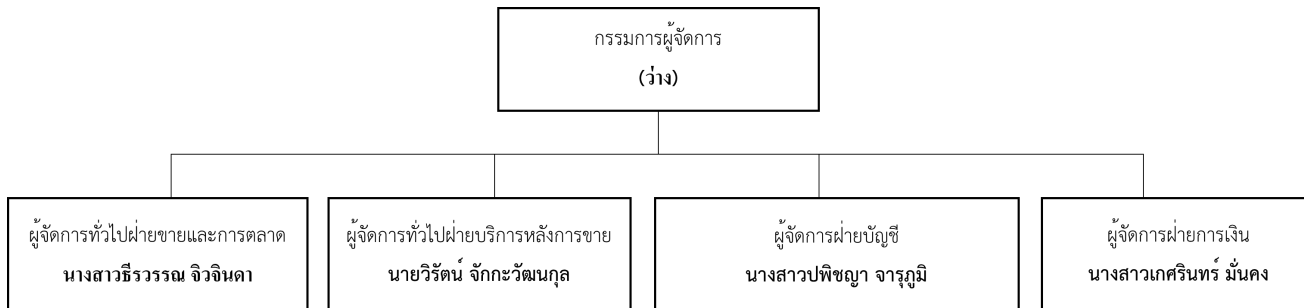 กรรมการผู้จัดการ
(ว่าง)
ผู้จัดการทั่วไปฝ่ายขายและการตลาด
นางสาวธีรวรรณ จิวจินดา
ผู้จัดการทั่วไปฝ่ายบริการหลังการขาย
นายวิรัตน์ จักกะวัฒนกุล
ผู้จัดการฝ่ายบัญชี
นางสาวปพิชญา จารุภูมิ
ผู้จัดการฝ่ายการเงิน
นางสาวเกศรินทร์ มั่นคง